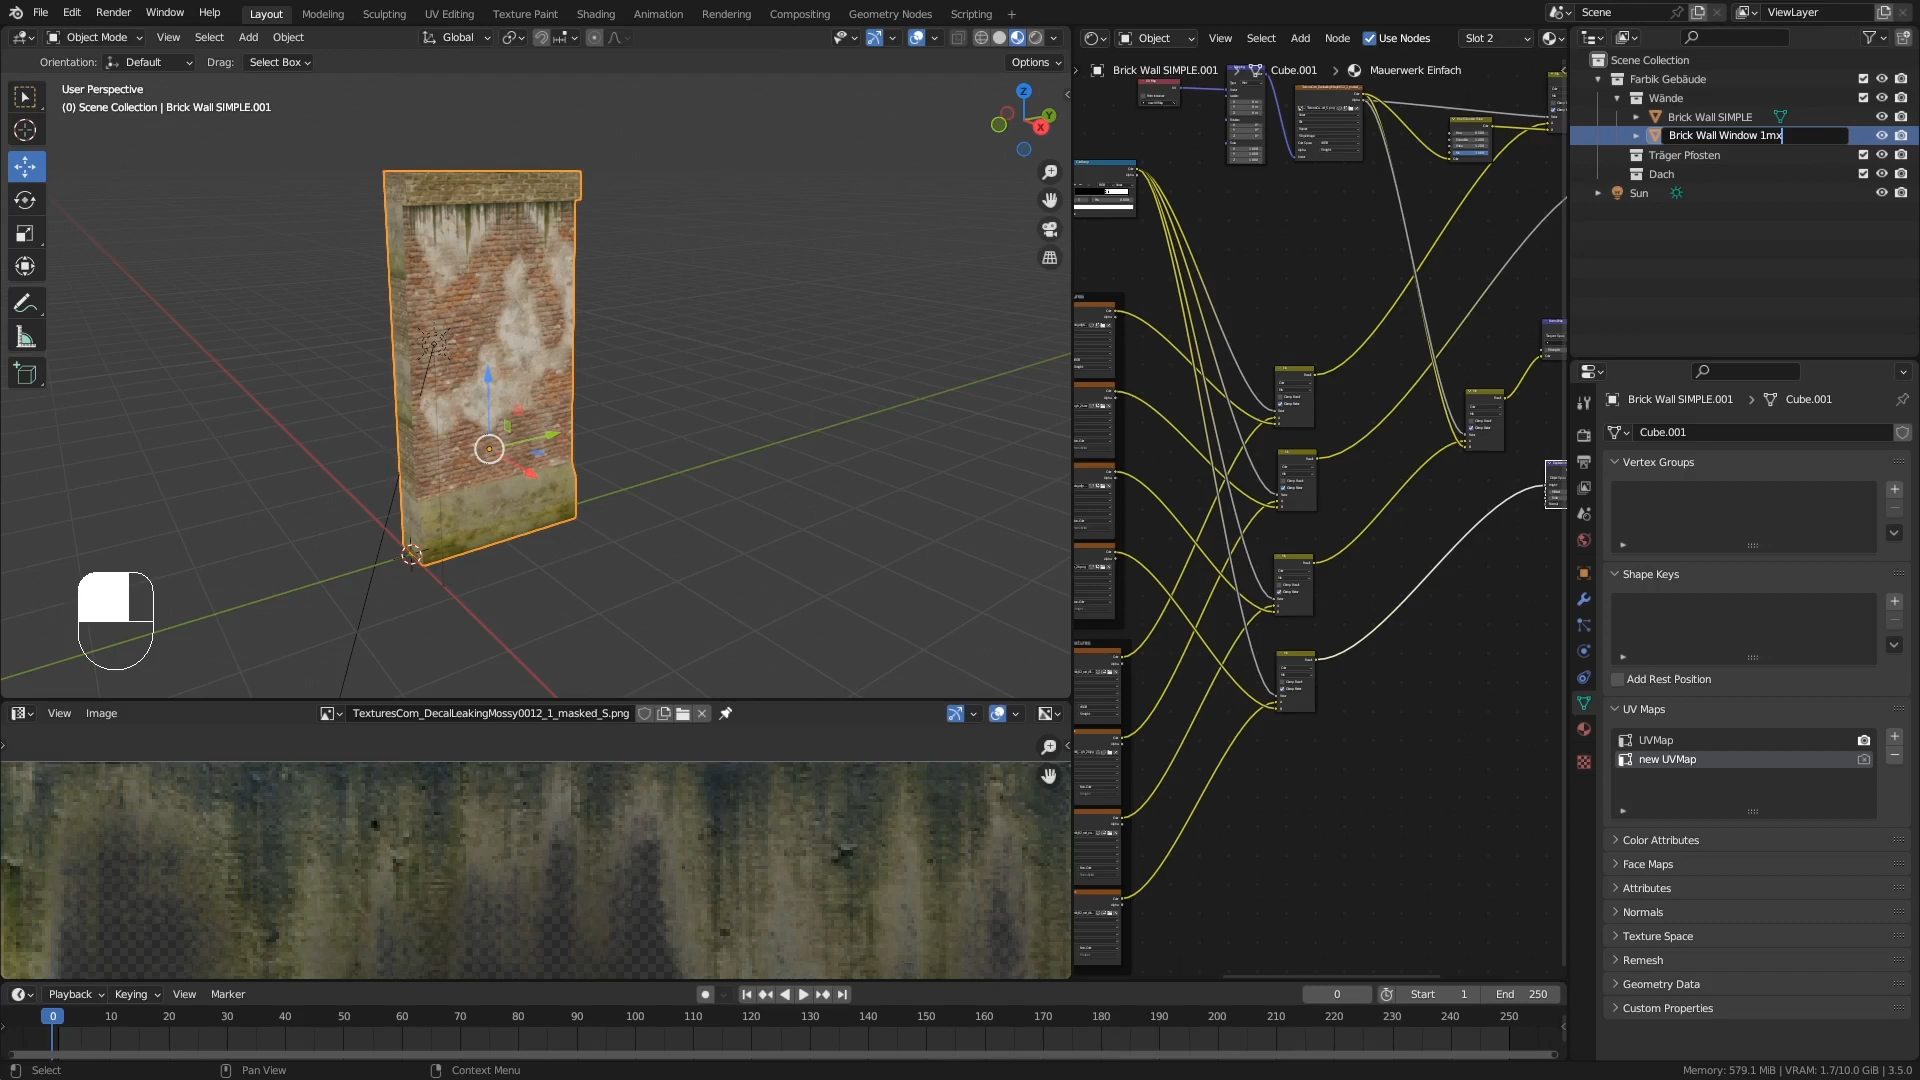 File Edit Render Window Help Layout Modeling Sculpting UV Editing Texture Paint Shading Animation Rendering Compositing Geometry Nodes Scripting + Scene ViewLayer
Object Mode View Select Add Object Global Object View Select Add Node Use Nodes Slot 2
Orientation: Default Drag: Select Box Options
User Perspective
(0) Scene Collection | Brick Wall SIMPLE.001
Z
Y
X
Brick Wall SIMPLE.001 > Cube.001 > Mauerwerk Einfach
Scene Collection
Farbik Gebäude
Wände
Brick Wall SIMPLE
Brick Wall Window 1mx
Träger Pfosten
Dach
Sun
Brick Wall SIMPLE.001 > Cube.001
Cube.001
Vertex Groups
Shape Keys
Add Rest Position
UV Maps
UVMap
new UVMap
Color Attributes
Face Maps
Attributes
Normals
Texture Space
Remesh
Geometry Data
Custom Properties
View Image TexturesCom_DecalLeakingMossy0012_1_masked_S.png
Playback Keying View Marker 0 Start 1 End 250
0 10 20 30 40 50 60 70 80 90 100 110 120 130 140 150 160 170 180 190 200 210 220 230 240 250
Select Pan View Context Menu Memory: 579.1 MiB | VRAM: 1.7/10.0 GiB | 3.5.0